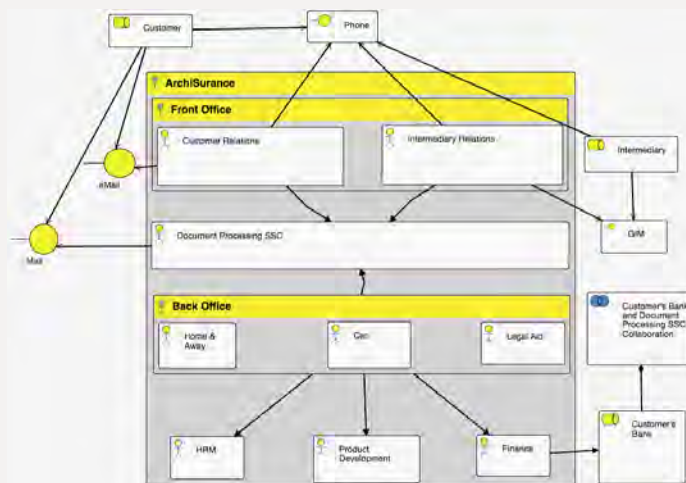 Customer
Phone
ArchiSurance
Front Office
Customer Relations
Intermediary Relations
Intermediary
eMail
Mail
Document Processing SSC
GIM
Back Office
Home &
Away
Car
Legal Aid
Customer's Bank
and Document
Processing SSC
Collaboration
HRM
Product
Development
Finance
Customer's
Bank